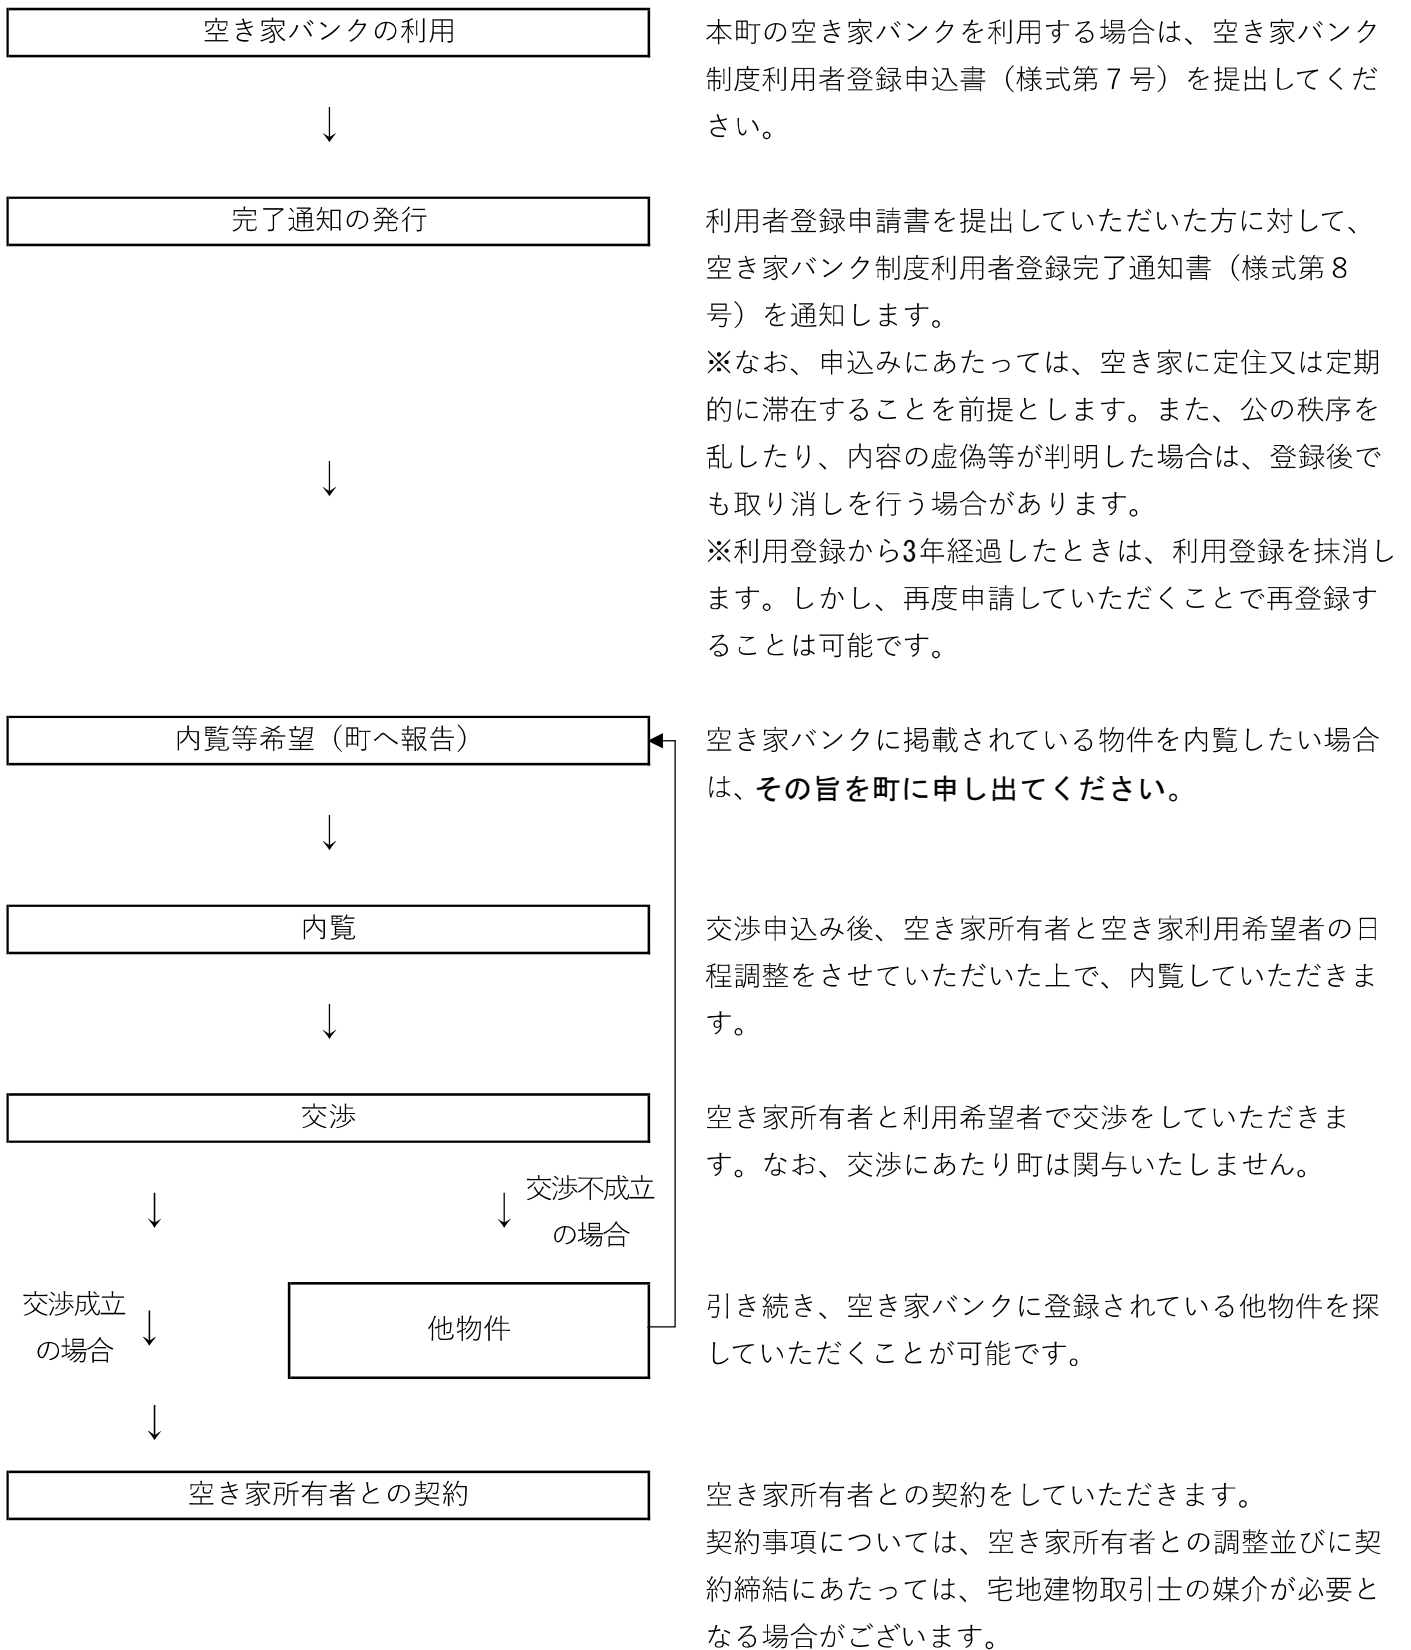 空き家バンクの利用
本町の空き家バンクを利用する場合は、空き家バンク
制度利用者登録申込書（様式第７号）を提出してくだ
さい。
↓
完了通知の発行
利用者登録申請書を提出していただいた方に対して、
空き家バンク制度利用者登録完了通知書（様式第８
号）を通知します。
※なお、申込みにあたっては、空き家に定住又は定期
的に滞在することを前提とします。また、公の秩序を
乱したり、内容の虚偽等が判明した場合は、登録後で
も取り消しを行う場合があります。
※利用登録から3年経過したときは、利用登録を抹消し
ます。しかし、再度申請していただくことで再登録す
ることは可能です。
↓
内覧等希望（町へ報告）
空き家バンクに掲載されている物件を内覧したい場合
は、その旨を町に申し出てください。
↓
内覧
交渉申込み後、空き家所有者と空き家利用希望者の日
程調整をさせていただいた上で、内覧していただきま
す。
↓
交渉
空き家所有者と利用希望者で交渉をしていただきま
す。なお、交渉にあたり町は関与いたしません。
↓
↓
交渉不成立
の場合
交渉成立
の場合
↓
他物件
引き続き、空き家バンクに登録されている他物件を探
していただくことが可能です。
↓
空き家所有者との契約
空き家所有者との契約をしていただきます。
契約事項については、空き家所有者との調整並びに契
約締結にあたっては、宅地建物取引士の媒介が必要と
なる場合がございます。